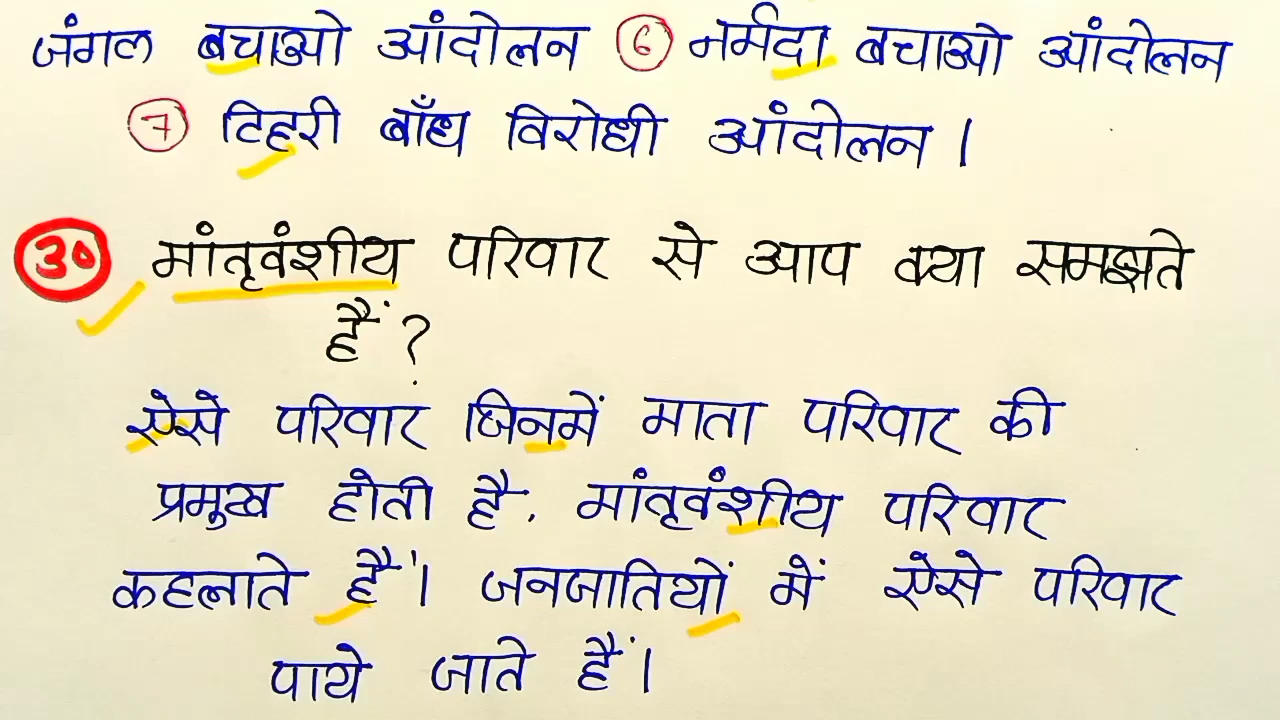 जंगल बचाओ आंदोलन ⑥ नर्मदा बचाओ आंदोलन
⑦ टिहरी बाँध विरोधी आंदोलन।
३० मांतृवंशीय परिवार से आप क्या समझते
हैं?
ऐसे परिवार जिनमें माता परिवार की
प्रमुख होती है, मांतृवंशीय परिवार
कहलाते हैं। जनजातियों में ऐसे परिवार
पाये जाते हैं।